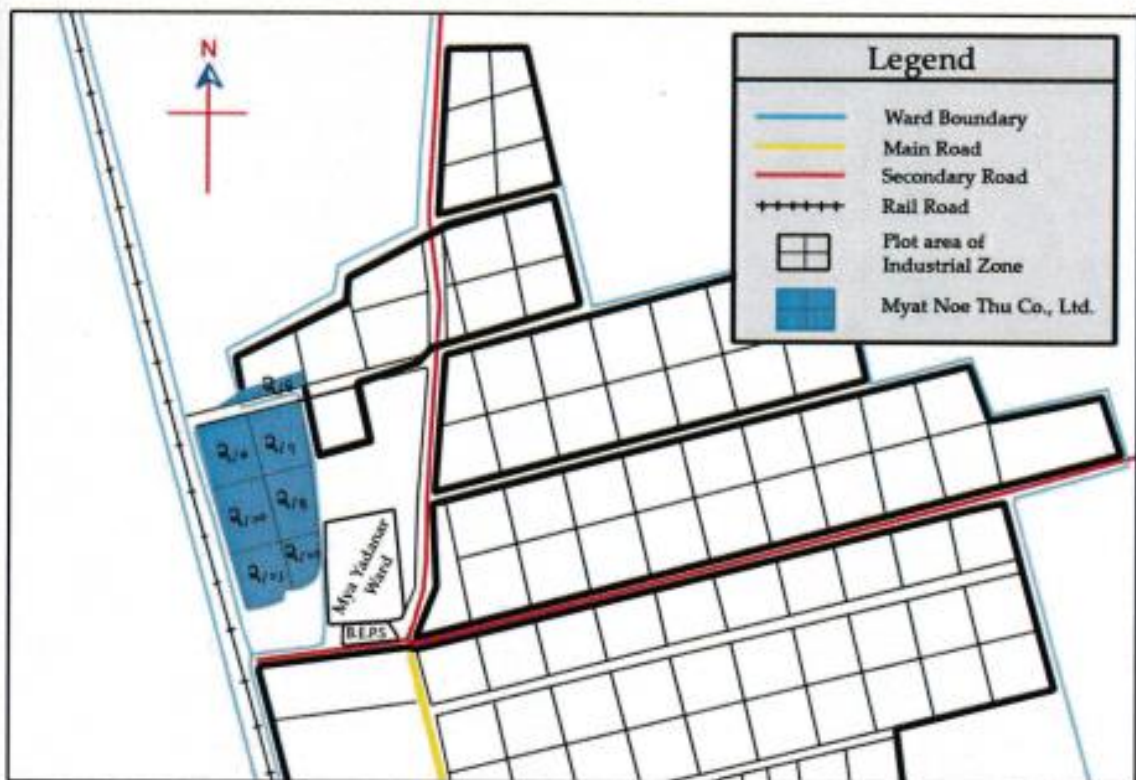 N
Legend
Ward Boundary
Main Road
Secondary Road
Rail Road
Plot area of
Industrial Zone
Myat Noe Thu Co., Ltd.
Mya Yadanar
Ward
B.E.P.S